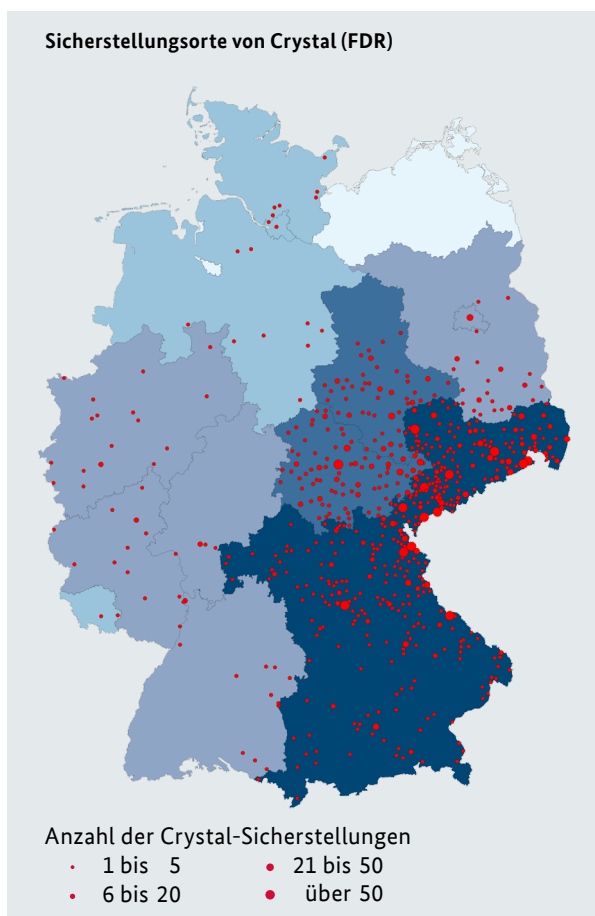 Sicherstellungsorte von Crystal (FDR)
Anzahl der Crystal-Sicherstellungen
1 bis 5
21 bis 50
6 bis 20
über 50